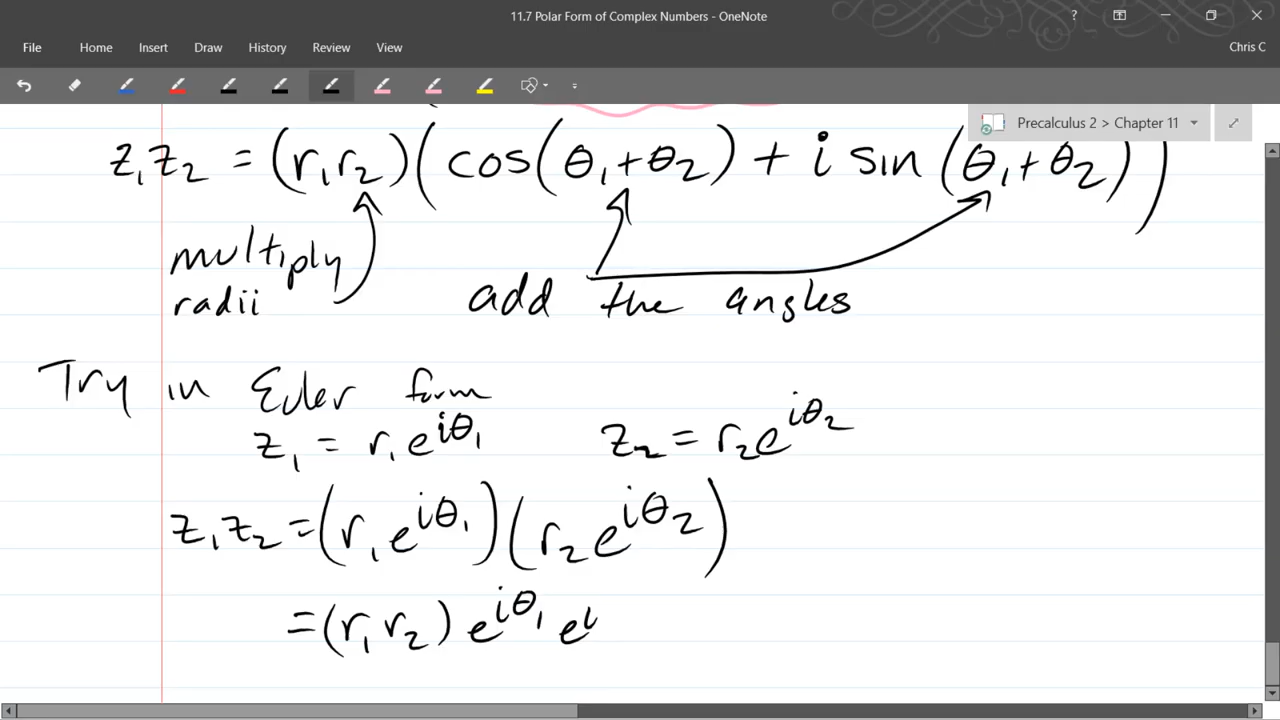 11.7 Polar Form of Complex Numbers - OneNote
File Home Insert Draw History Review View
Chris C
Precalculus 2 > Chapter 11
z₁z₂ = (r₁r₂)(cos(θ₁+θ₂) + i sin(θ₁+θ₂))
multiply
radii
add the angles
Try in Euler form
z₁ = r₁e^{iθ₁} z₂ = r₂e^{iθ₂}
z₁z₂ = (r₁e^{iθ₁})(r₂e^{iθ₂})
= (r₁r₂) e^{iθ₁} e^{i